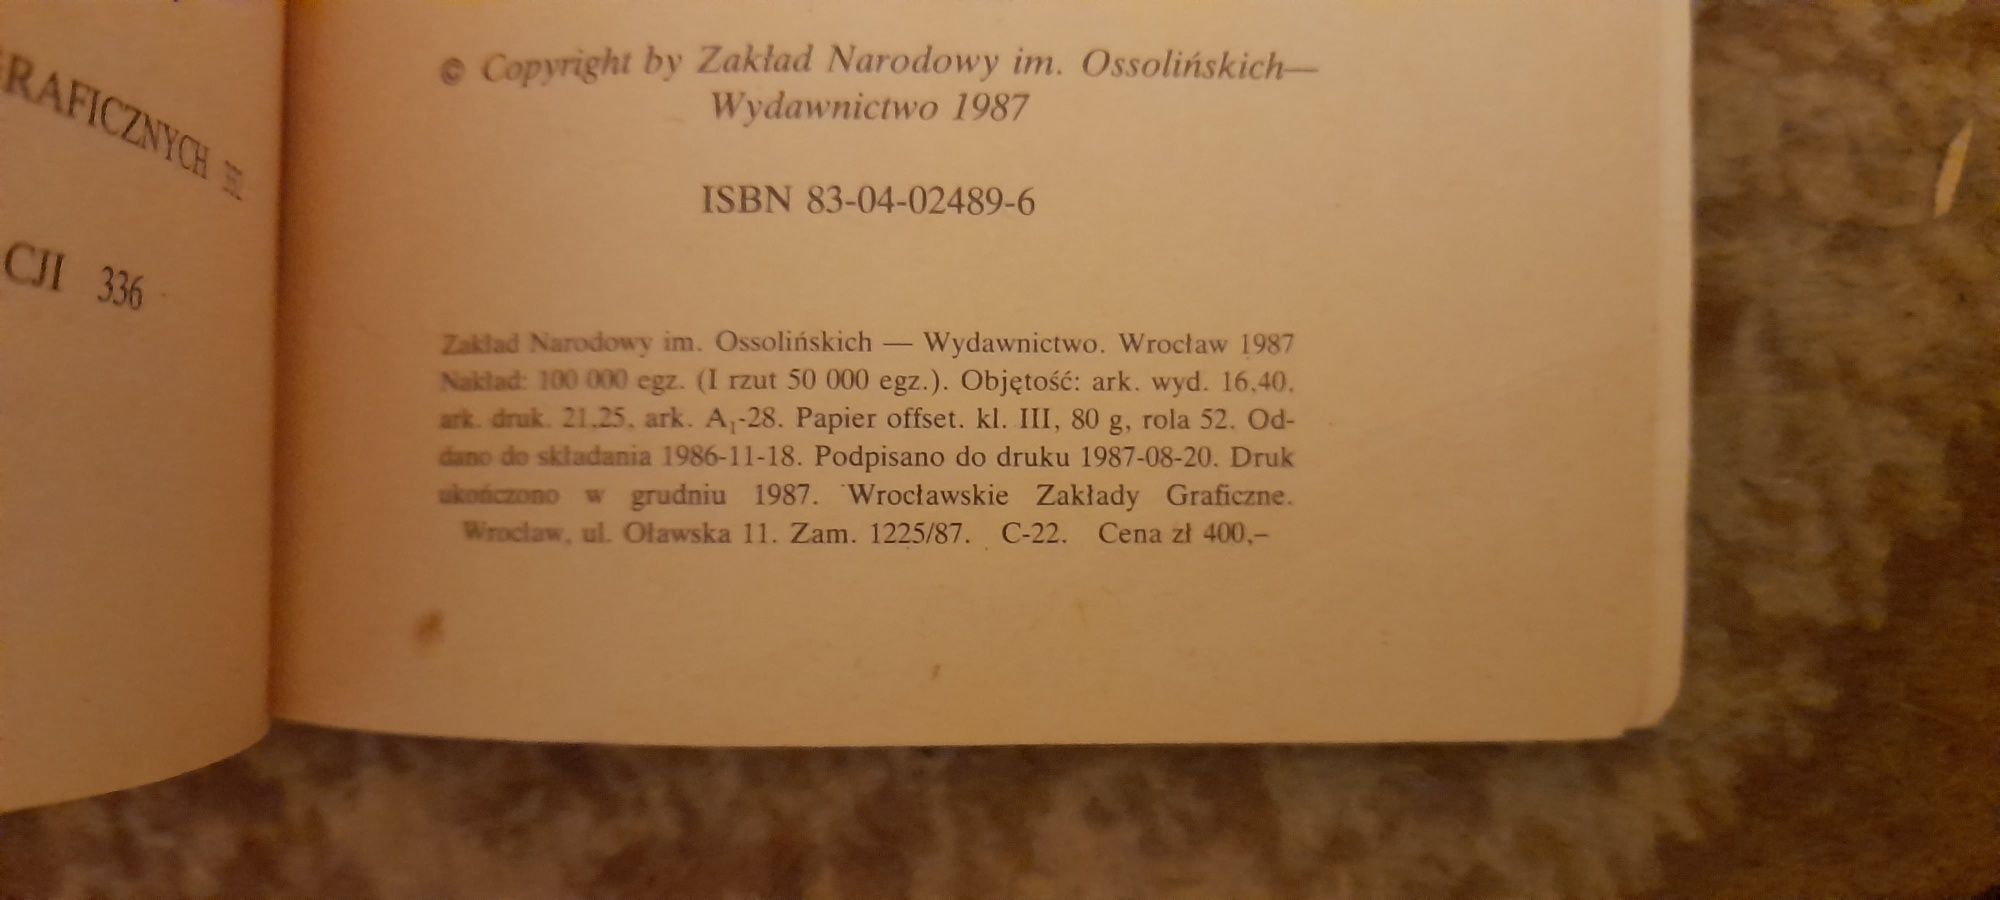 RAFICZNYCH
CJI 336
© Copyright by Zakład Narodowy im. Ossolińskich—
Wydawnictwo 1987
ISBN 83-04-02489-6
Zakład Narodowy im. Ossolińskich — Wydawnictwo. Wrocław 1987
Nakład: 100 000 egz. (I rzut 50 000 egz.). Objętość: ark. wyd. 16,40,
ark. druk. 21,25, ark. A₁-28. Papier offset. kl. III, 80 g, rola 52. Od-
dano do składania 1986-11-18. Podpisano do druku 1987-08-20. Druk
ukończono w grudniu 1987. Wrocławskie Zakłady Graficzne.
Wrocław, ul. Oławska 11. Zam. 1225/87. C-22. Cena zł 400,–